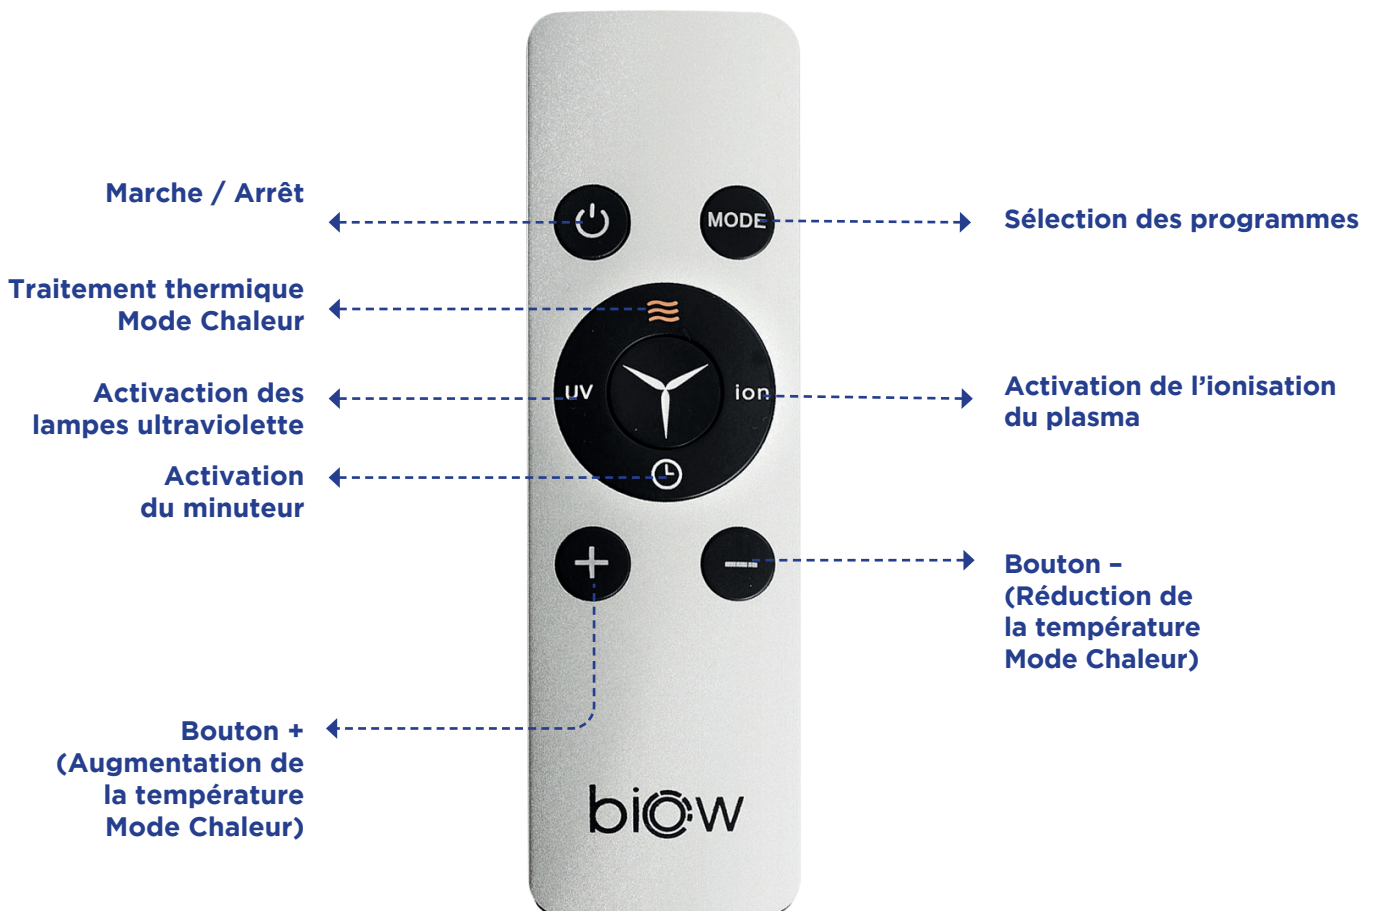 Marche / Arrêt
MODE
Sélection des programmes
Traitement thermique
Mode Chaleur
Activaction des
lampes ultraviolette
UV
ion
Activation de l’ionisation
du plasma
Activation
du minuteur
+
–
Bouton –
(Réduction de
la température
Mode Chaleur)
Bouton +
(Augmentation de
la température
Mode Chaleur)
biow